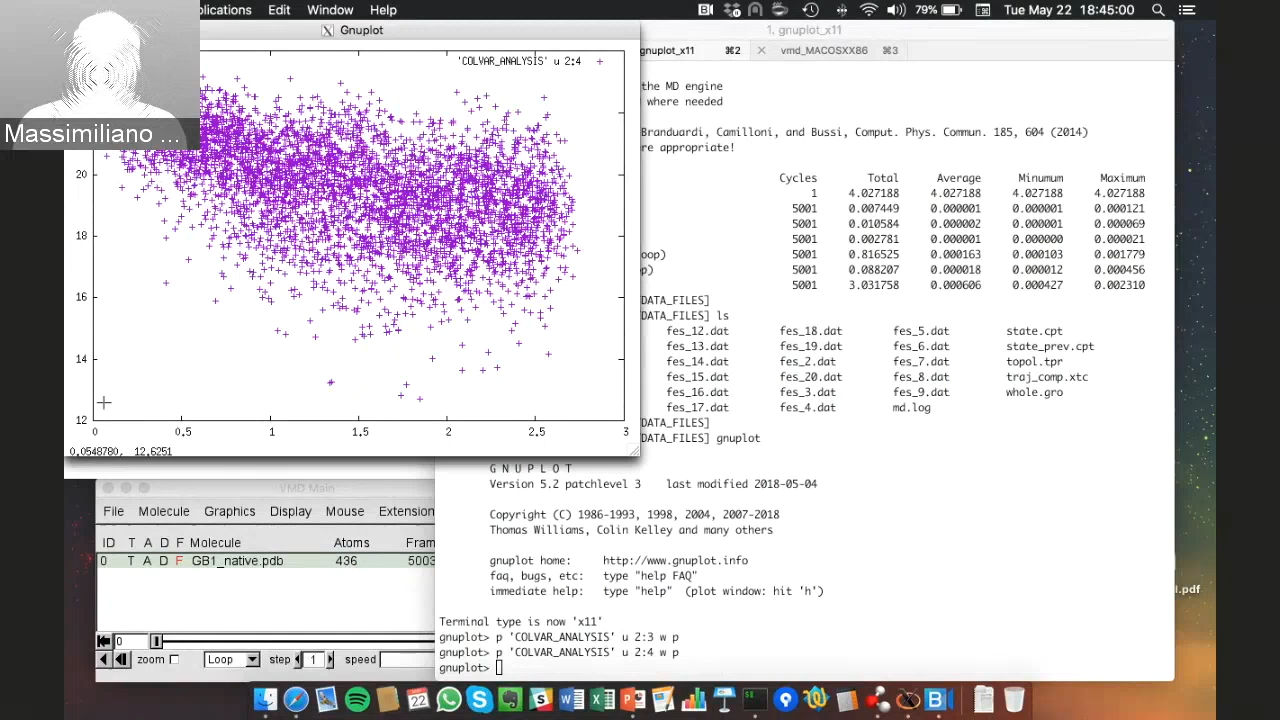 plications Edit Window Help 79% Tue May 22 18:45:00
Gnuplot
1. gnuplot_x11
gnuplot_x11 ⌘2 × vmd_MACOSXX86 ⌘3
Massimiliano ...
'COLVAR_ANALYSIS' u 2:4 +
20
18
16
14
12
0 0.5 1 1.5 2 2.5 3
0.0548780, 12.6251
the MD engine
where needed
Branduardi, Camilloni, and Bussi, Comput. Phys. Commun. 185, 604 (2014)
re appropriate!
Cycles Total Average Minumum Maximum
1 4.027188 4.027188 4.027188 4.027188
5001 0.007449 0.000001 0.000001 0.000121
5001 0.010584 0.000002 0.000001 0.000069
5001 0.002781 0.000001 0.000000 0.000021
oop) 5001 0.816525 0.000163 0.000103 0.001779
p) 5001 0.088207 0.000018 0.000012 0.000456
5001 3.031758 0.000606 0.000427 0.002310
DATA_FILES]
DATA_FILES] ls
fes_12.dat fes_18.dat fes_5.dat state.cpt
fes_13.dat fes_19.dat fes_6.dat state_prev.cpt
fes_14.dat fes_2.dat fes_7.dat topol.tpr
fes_15.dat fes_20.dat fes_8.dat traj_comp.xtc
fes_16.dat fes_3.dat fes_9.dat whole.gro
fes_17.dat fes_4.dat md.log
DATA_FILES]
DATA_FILES] gnuplot
G N U P L O T
Version 5.2 patchlevel 3 last modified 2018-05-04
Copyright (C) 1986-1993, 1998, 2004, 2007-2018
Thomas Williams, Colin Kelley and many others
gnuplot home: http://www.gnuplot.info
faq, bugs, etc: type "help FAQ"
immediate help: type "help" (plot window: hit 'h')
Terminal type is now 'x11'
gnuplot> p 'COLVAR_ANALYSIS' u 2:3 w p
gnuplot> p 'COLVAR_ANALYSIS' u 2:4 w p
gnuplot>
VMD Main
File Molecule Graphics Display Mouse Extension
ID T A D F Molecule Atoms Fram
0 T A D F GB1_native.pdb 436 5003
0
zoom Loop step 1 speed
l.pdf
22